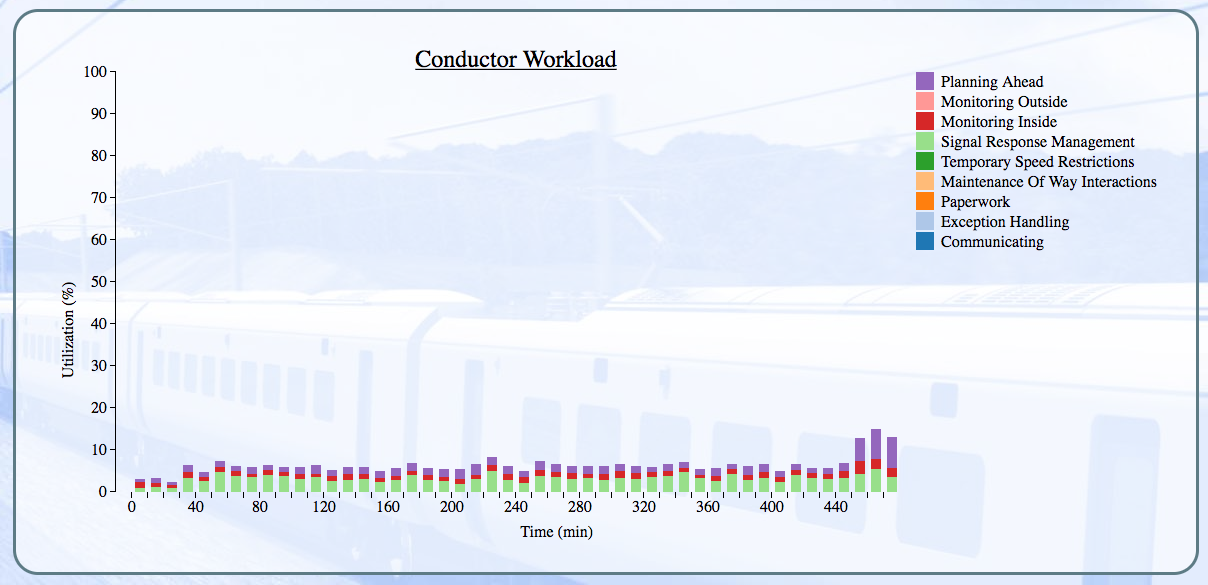 Conductor Workload
100
90
80
70
60
50
40
30
20
10
0
Utilization (%)
0 40 80 120 160 200 240 280 320 360 400 440
Time (min)
Planning Ahead
Monitoring Outside
Monitoring Inside
Signal Response Management
Temporary Speed Restrictions
Maintenance Of Way Interactions
Paperwork
Exception Handling
Communicating